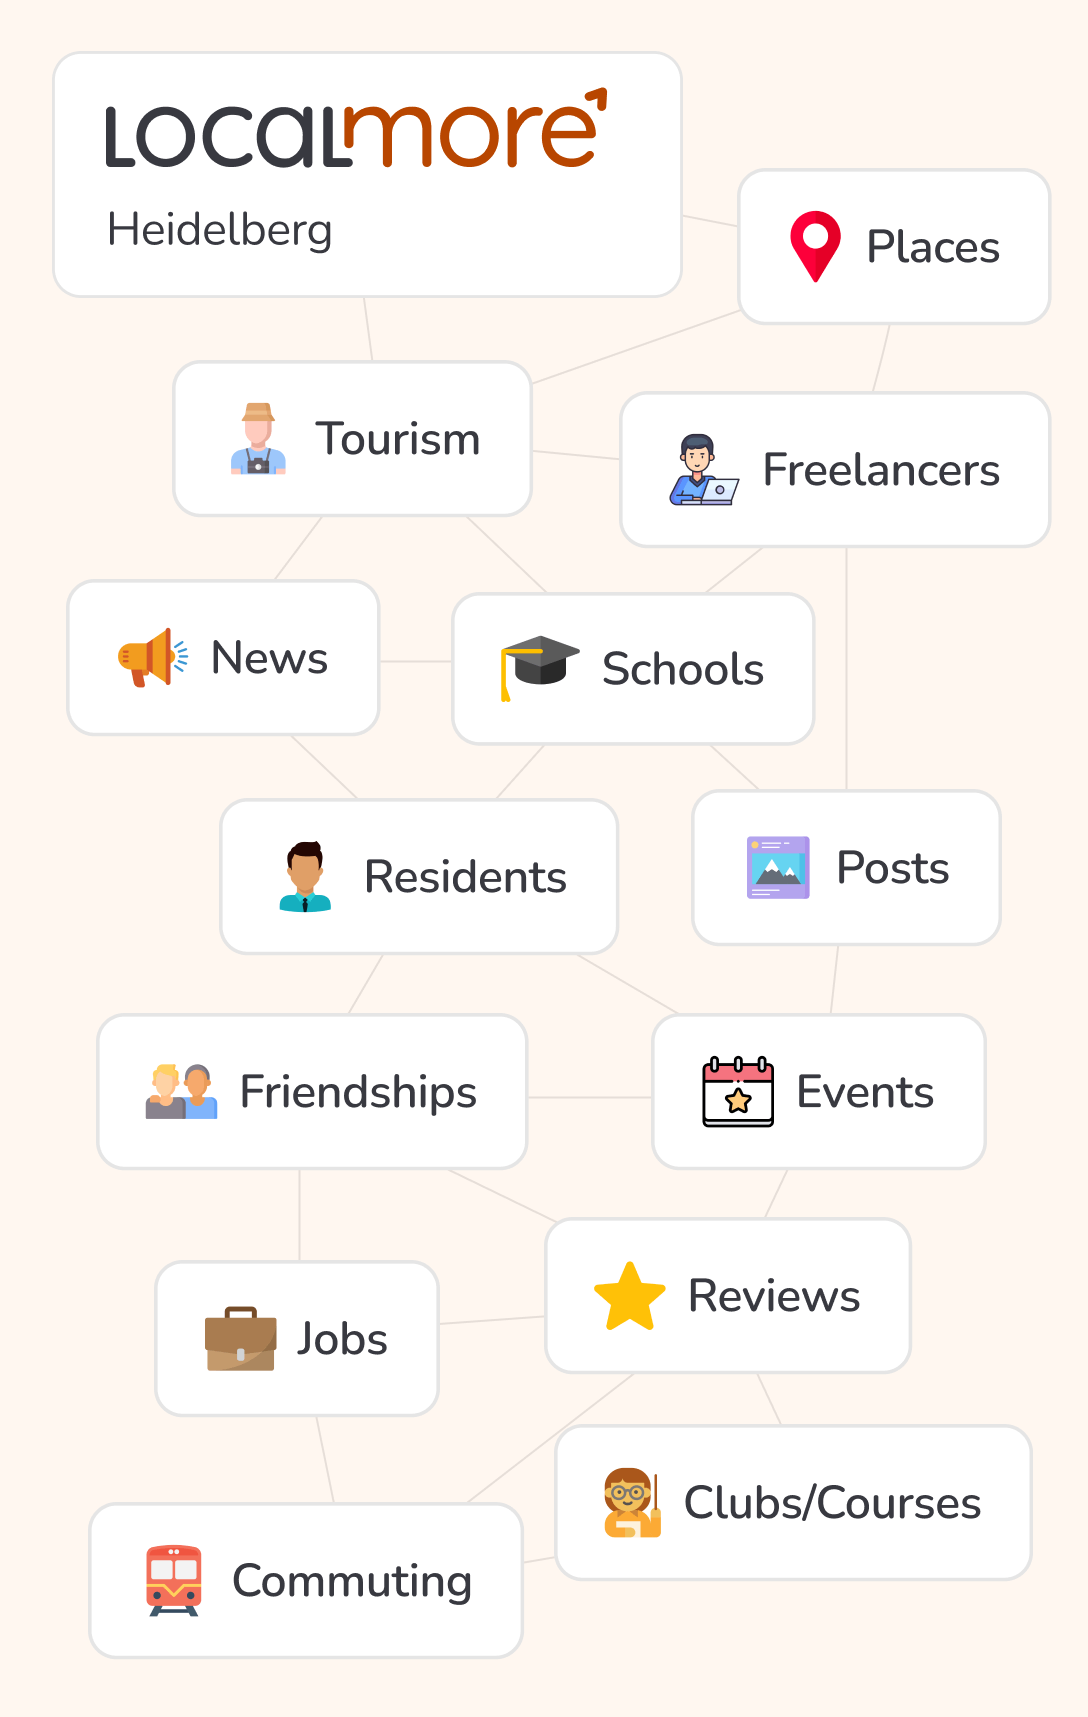 Localmore
Heidelberg
Places
Tourism
Freelancers
News
Schools
Residents
Posts
Friendships
Events
Reviews
Jobs
Clubs/Courses
Commuting